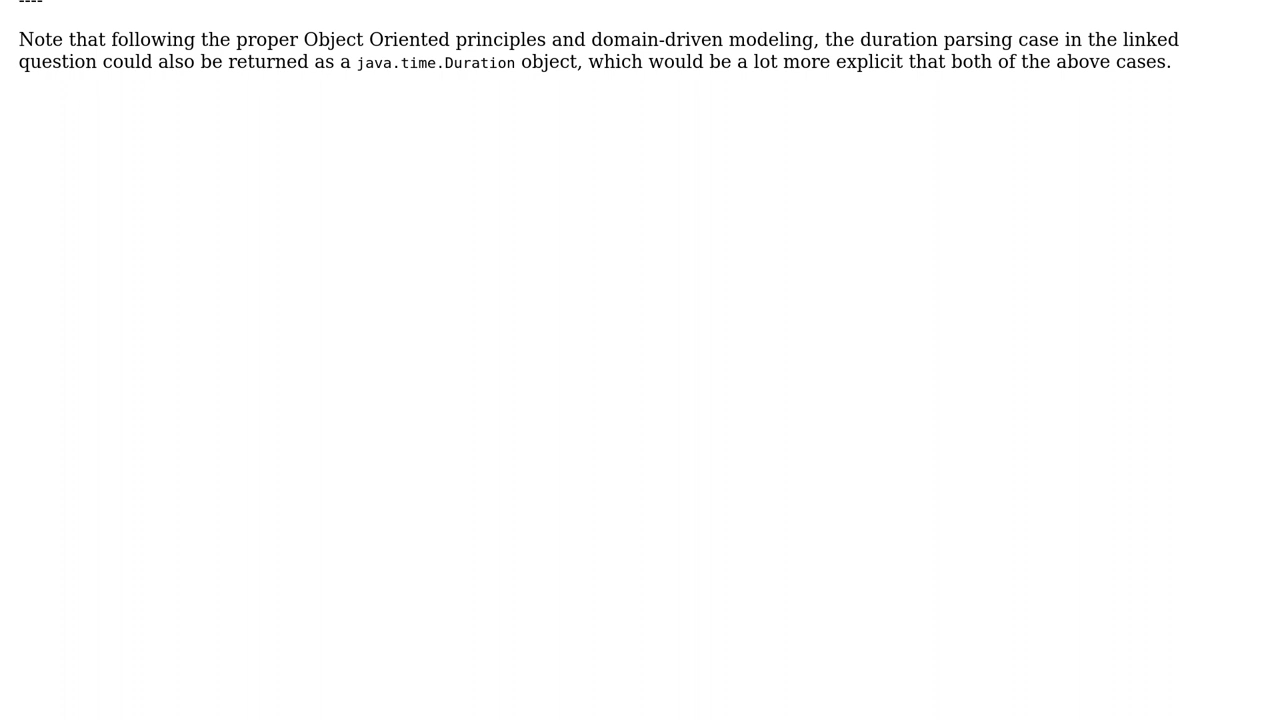 ----
Note that following the proper Object Oriented principles and domain-driven modeling, the duration parsing case in the linked
question could also be returned as a java.time.Duration object, which would be a lot more explicit that both of the above cases.